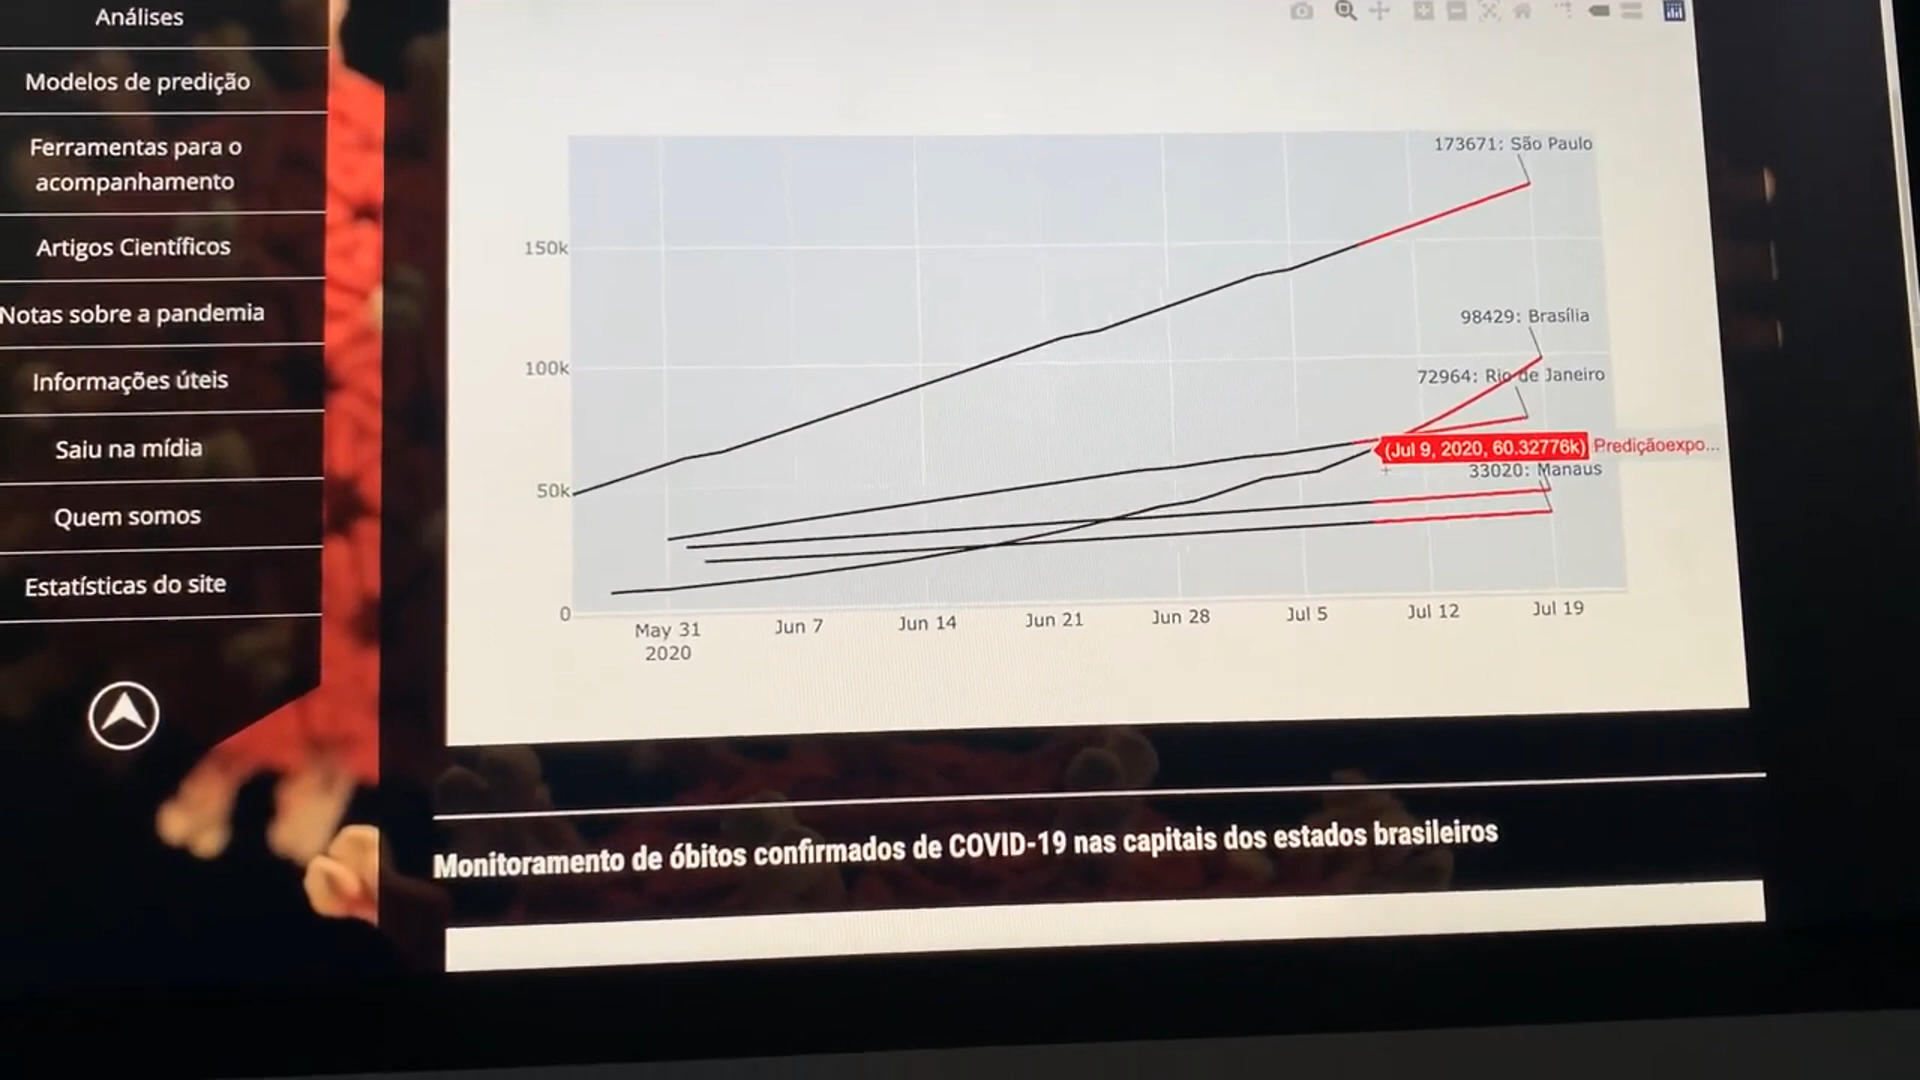 Análises
Modelos de predição
Ferramentas para o
acompanhamento
Artigos Científicos
Notas sobre a pandemia
Informações úteis
Saiu na mídia
Quem somos
Estatísticas do site
173671: São Paulo
150k
98429: Brasília
100k
72964: Rio de Janeiro
(Jul 9, 2020, 60.32776k) Prediçãoexpo...
33020: Manaus
50k
0
May 31
2020
Jun 7
Jun 14
Jun 21
Jun 28
Jul 5
Jul 12
Jul 19
Monitoramento de óbitos confirmados de COVID-19 nas capitais dos estados brasileiros